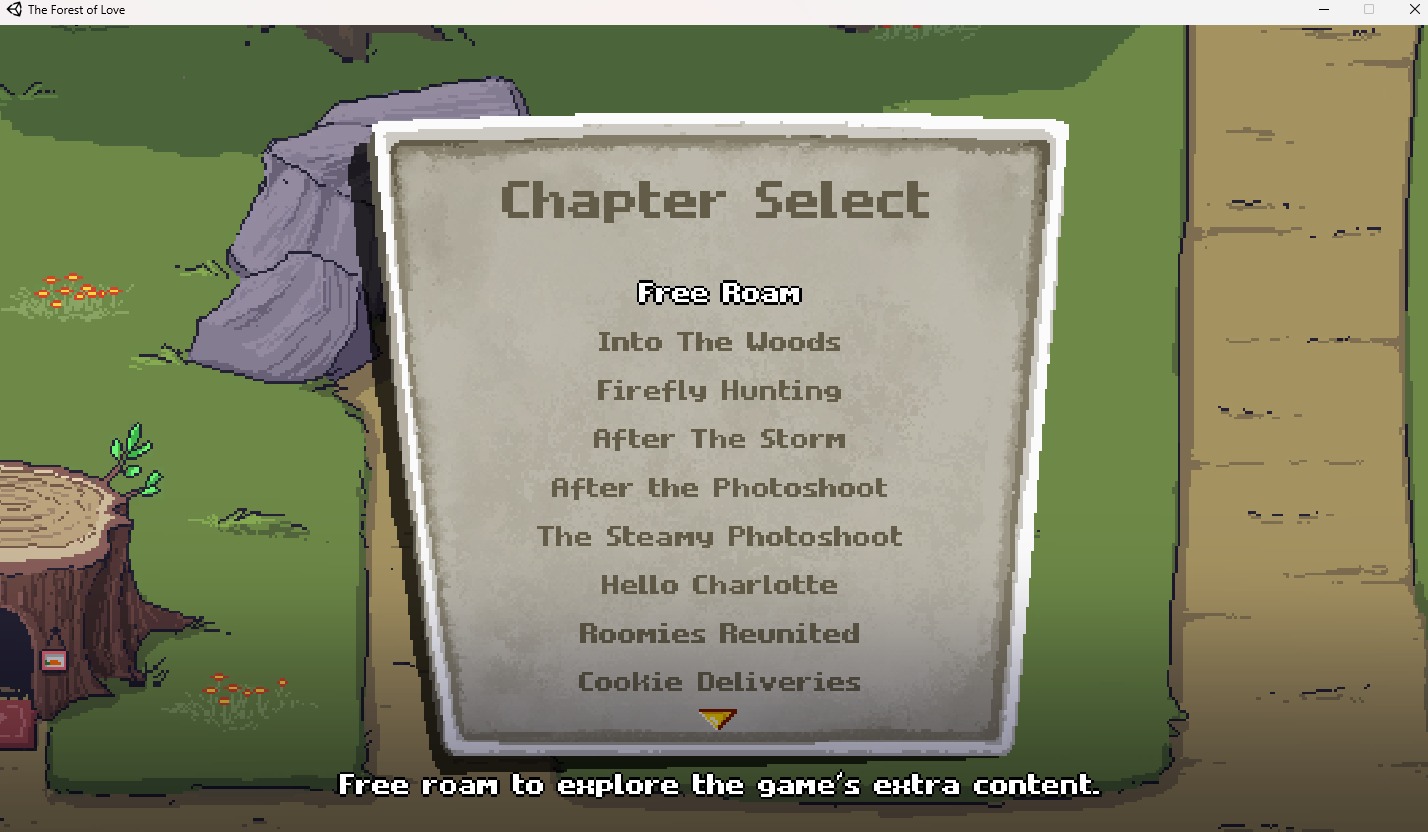 The Forest of Love
Chapter Select
Free Roam
Into The Woods
Firefly Hunting
After The Storm
After the Photoshoot
The Steamy Photoshoot
Hello Charlotte
Roomies Reunited
Cookie Deliveries
Free roam to explore the game's extra content.